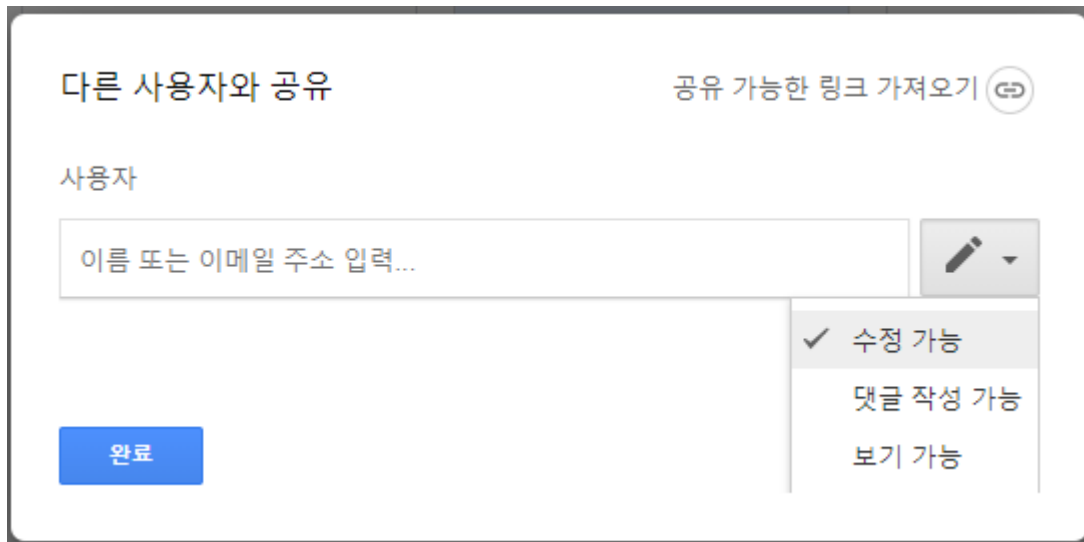 다른 사용자와 공유
공유 가능한 링크 가져오기
사용자
이름 또는 이메일 주소 입력...
수정 가능
댓글 작성 가능
보기 가능
완료